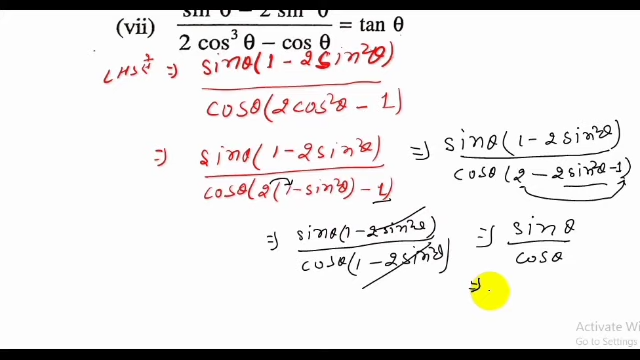 (vii) sin θ − 2 sin³ θ / 2 cos³ θ − cos θ = tan θ
LHS ⇒ sinθ(1 − 2sin²θ) / cosθ(2cos²θ − 1)
⇒ sinθ(1 − 2sin²θ) / cosθ(2(1 − sin²θ) − 1) ⇒ sinθ(1 − 2sin²θ) / cosθ(2 − 2sin²θ − 1)
⇒ sinθ(1 − 2sin²θ) / cosθ(1 − 2sin²θ) ⇒ sinθ / cosθ
⇒
Activate Wi
Go to Settings